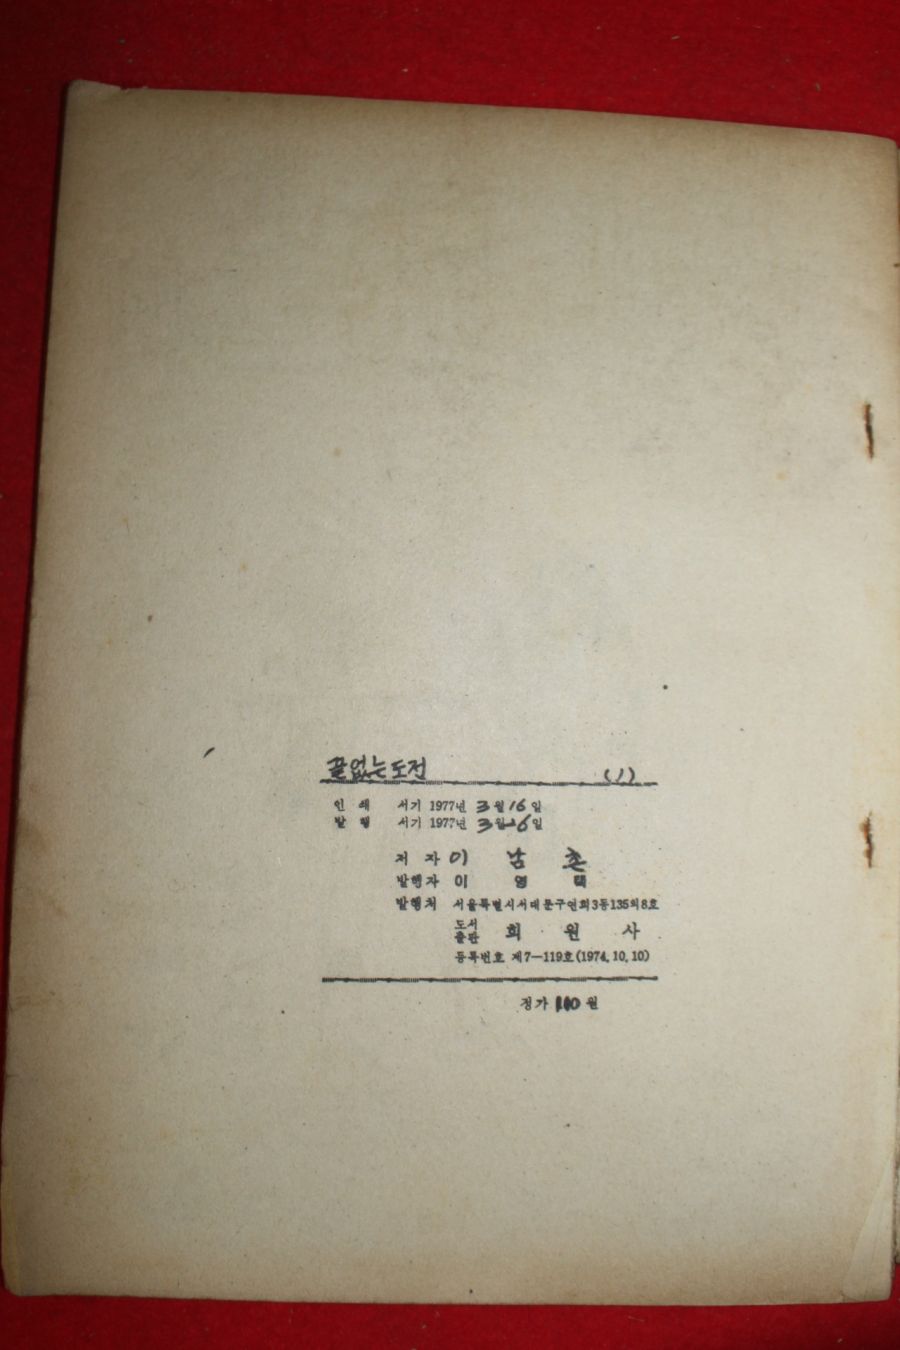 끝없는도전 (1)
인 쇄 서기 1977년 3월 16일
발 행 서기 1977년 3월 26일
저 자 이 남 촌
발행자 이 영 택
발행처 서울특별시서대문구연희3동135의8호
도서출판 희 원 사
등록번호 제7—119호(1974. 10. 10)
정가 원